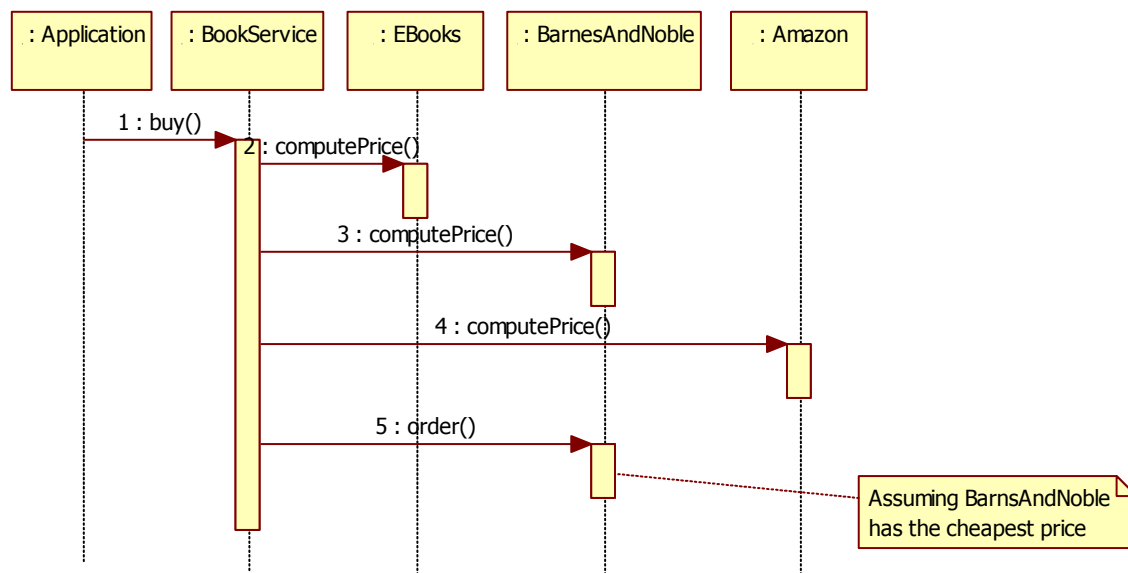 : Application
: BookService
: EBooks
: BarnesAndNoble
: Amazon
1 : buy()
2 : computePrice()
3 : computePrice()
4 : computePrice()
5 : order()
Assuming BarnsAndNoble
has the cheapest price